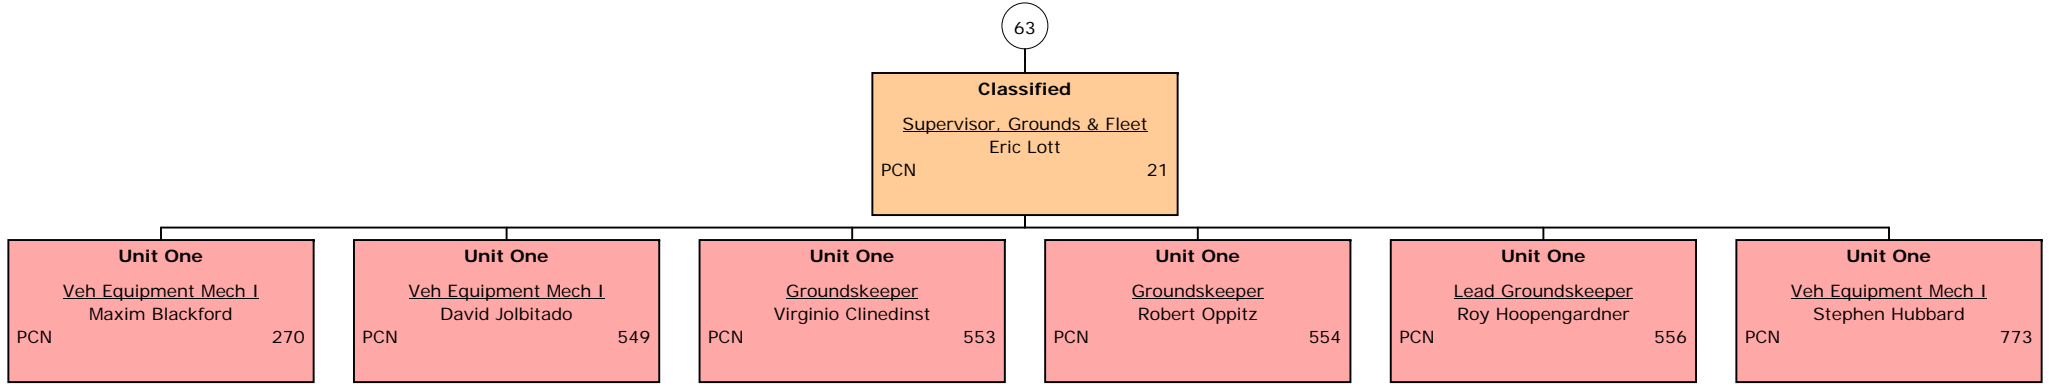 63
Classified
Supervisor, Grounds & Fleet
Eric Lott
PCN 21
Unit One
Veh Equipment Mech I
Maxim Blackford
PCN 270
Unit One
Veh Equipment Mech I
David Jolbitado
PCN 549
Unit One
Groundskeeper
Virginio Clinedinst
PCN 553
Unit One
Groundskeeper
Robert Oppitz
PCN 554
Unit One
Lead Groundskeeper
Roy Hoopengardner
PCN 556
Unit One
Veh Equipment Mech I
Stephen Hubbard
PCN 773